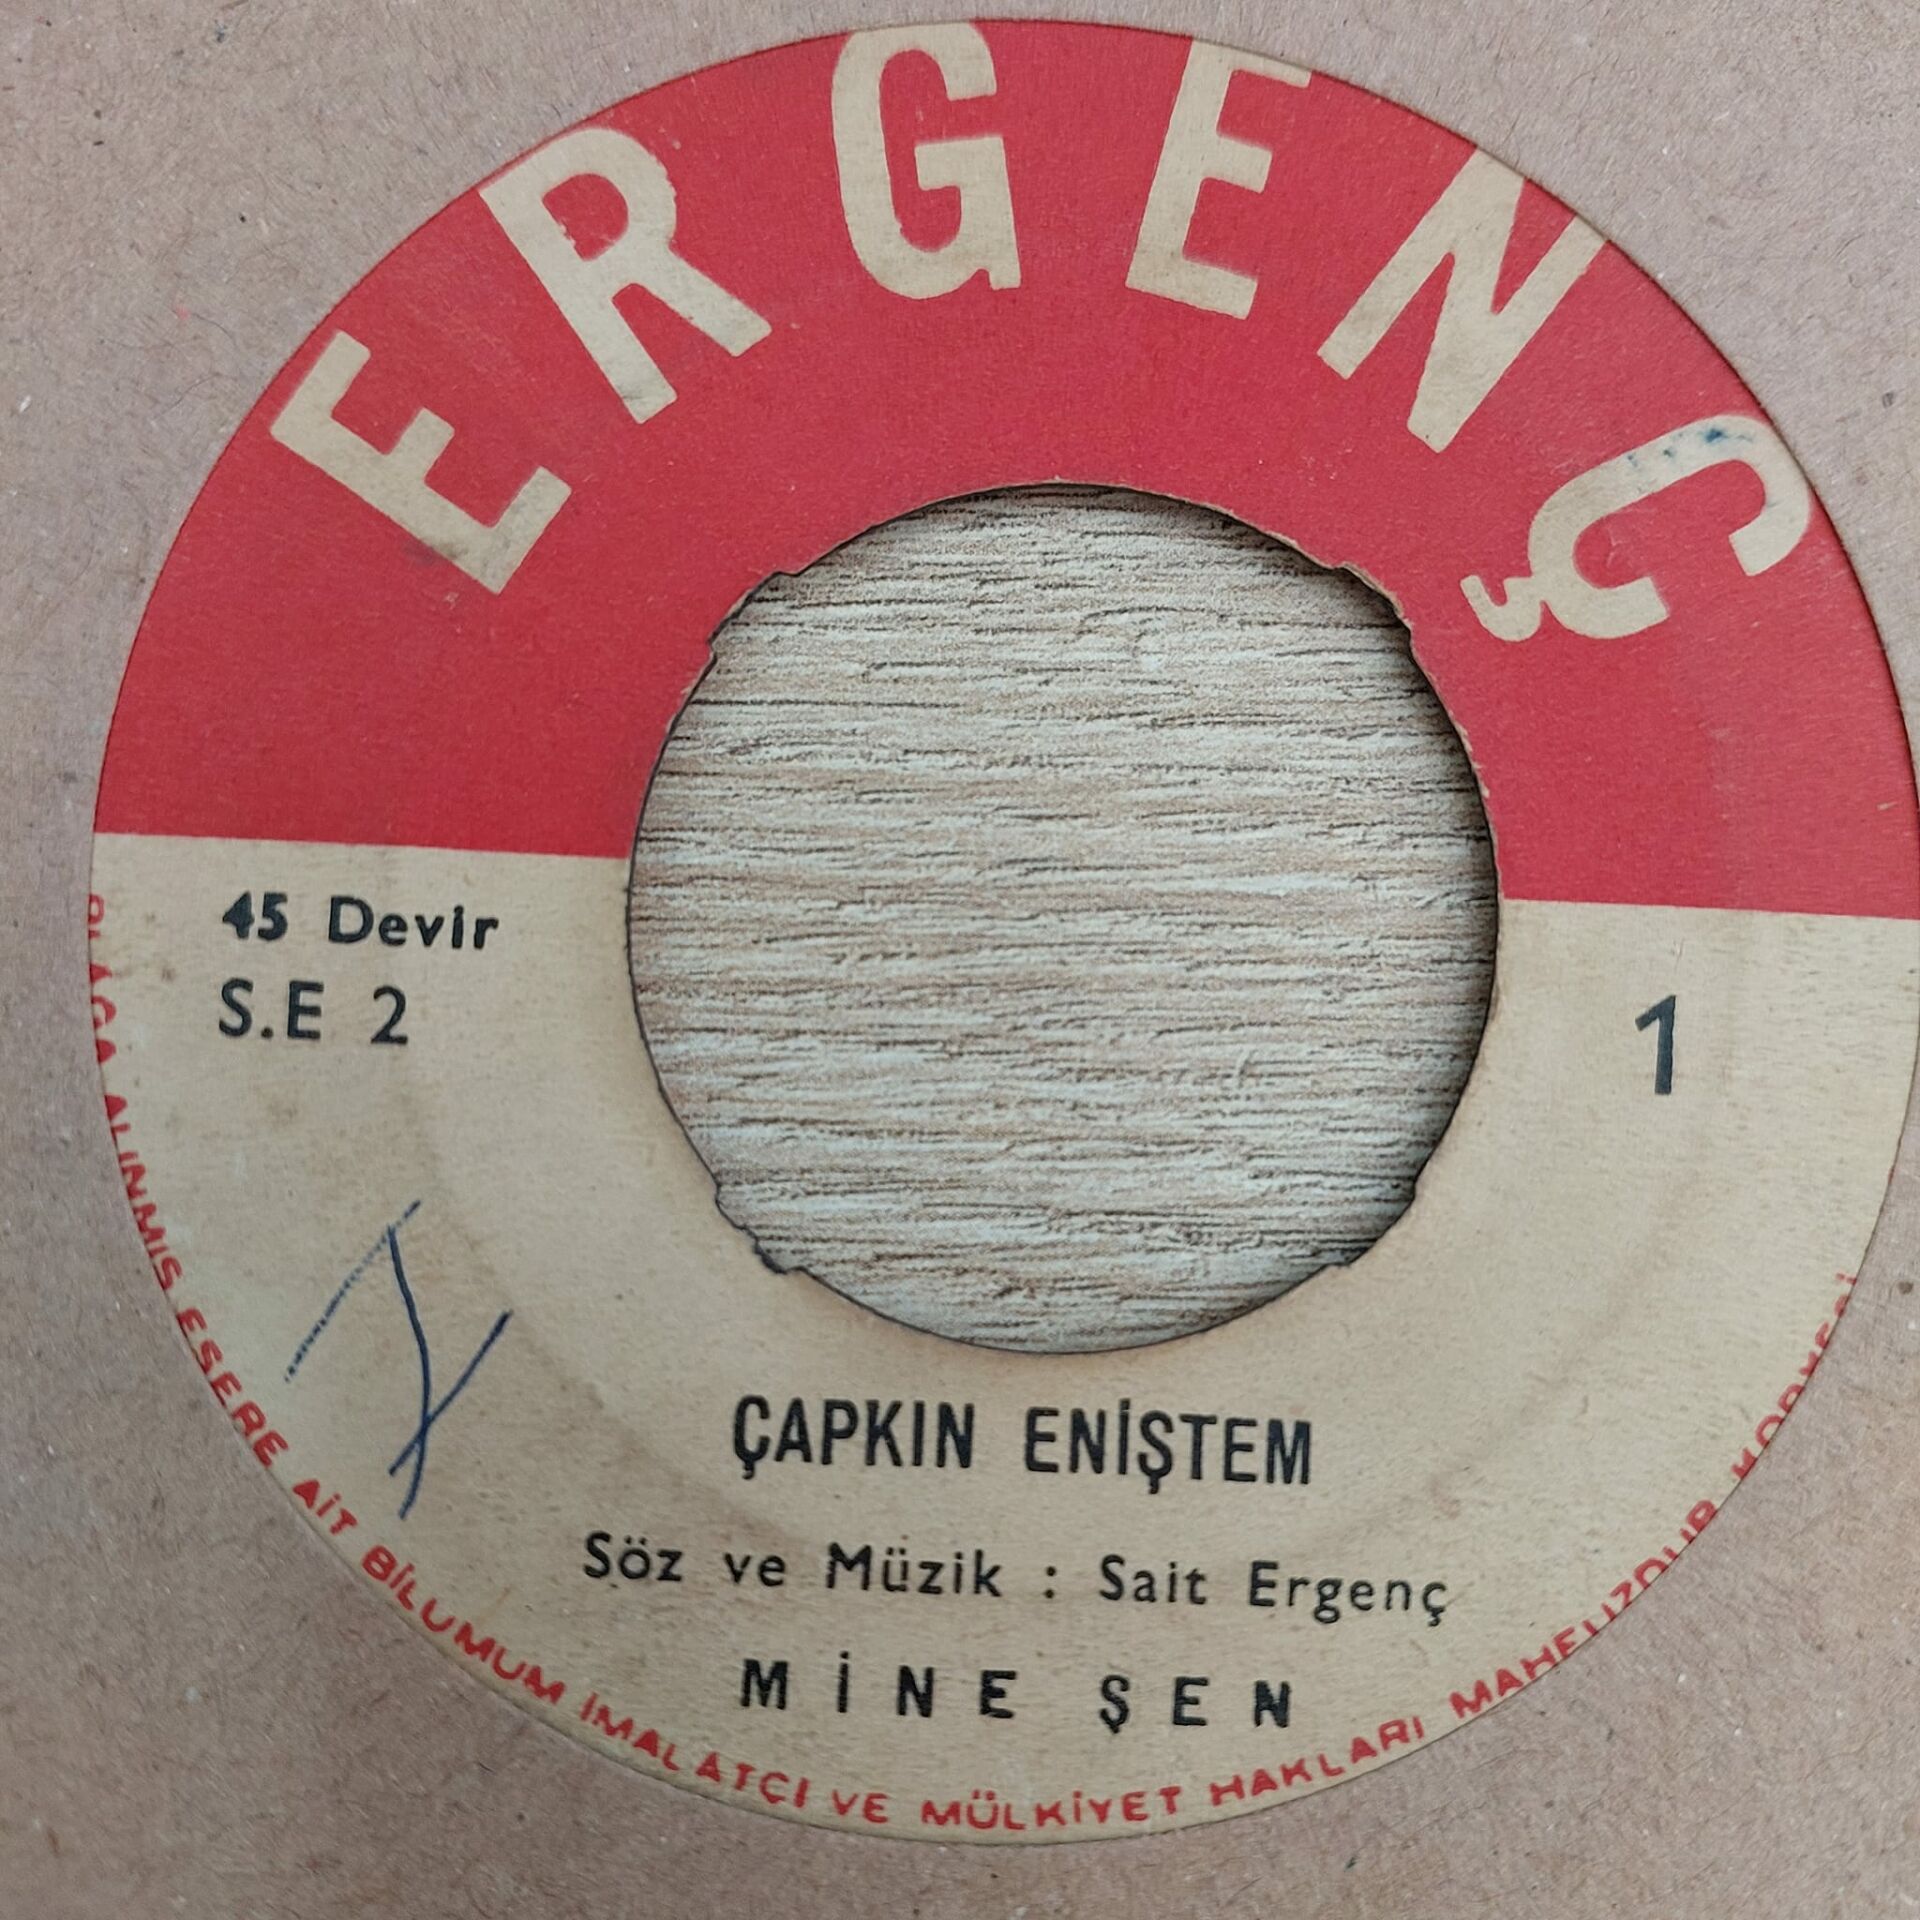 ERGENÇ
45 Devir
S.E 2
1
ÇAPKIN ENİŞTEM
Söz ve Müzik : Sait Ergenç
MİNE ŞEN
ALINMIŞ ESERE AİT BİLUMUM İMALATÇI VE MÜLKİYET HAKLARI MAHFUZDUR